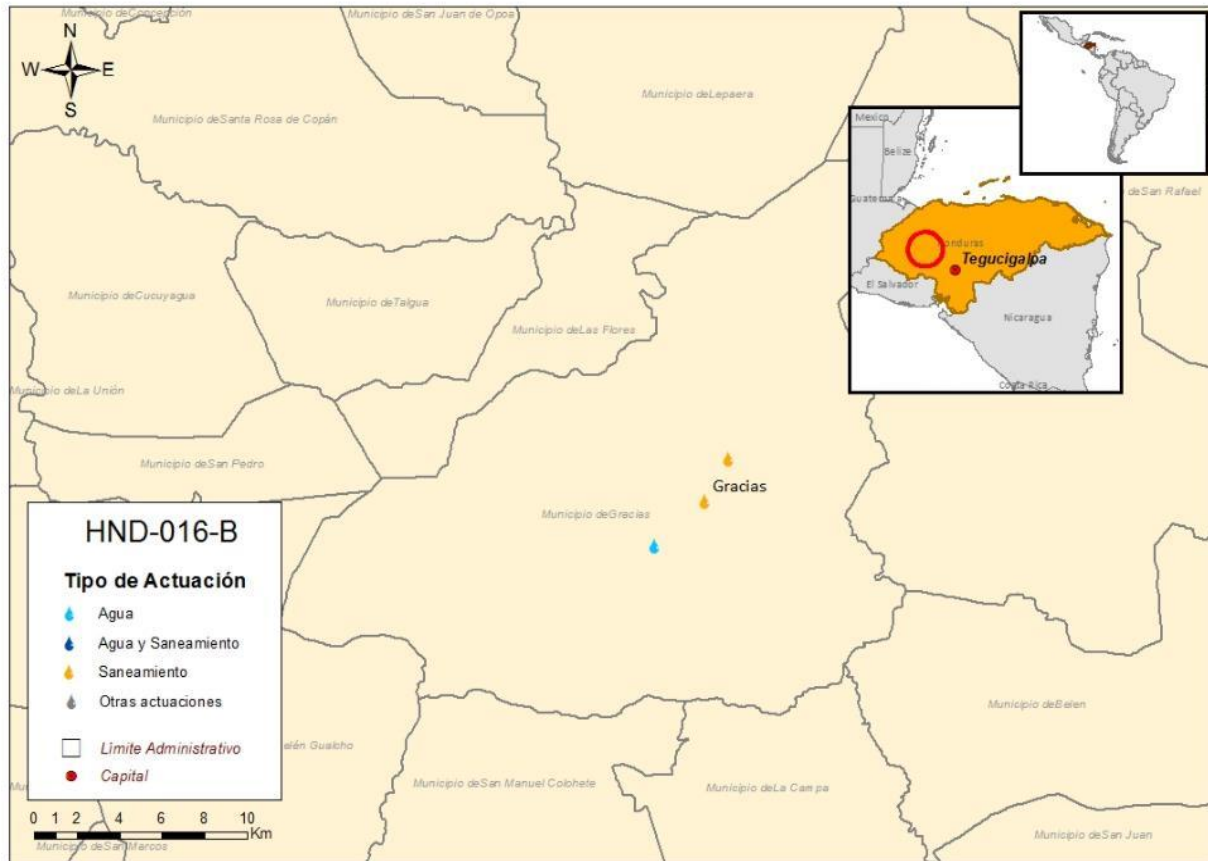 Municipio deConcepción
Municipio deSan Juan de Opoa
N
W E
S
Municipio deSanta Rosa de Copán
Municipio deLepaera
Mexico
Belize
Guatemala
Honduras
Tegucigalpa
El Salvador
Nicaragua
Costa Rica
deSan Rafael
Municipio deCucuyagua
Municipio deTalgua
Municipio deLas Flores
Municipio deLa Unión
Municipio deSan Pedro
Gracias
Municipio deGracias
HND-016-B
Tipo de Actuación
Agua
Agua y Saneamiento
Saneamiento
Otras actuaciones
Límite Administrativo
Capital
elén Gualcho
Municipio deSan Manuel Colohete
Municipio deLa Campa
Municipio deBelen
Municipio deSan Juan
0 1 2 4 6 8 10
Km
Municipio deSan Marcos